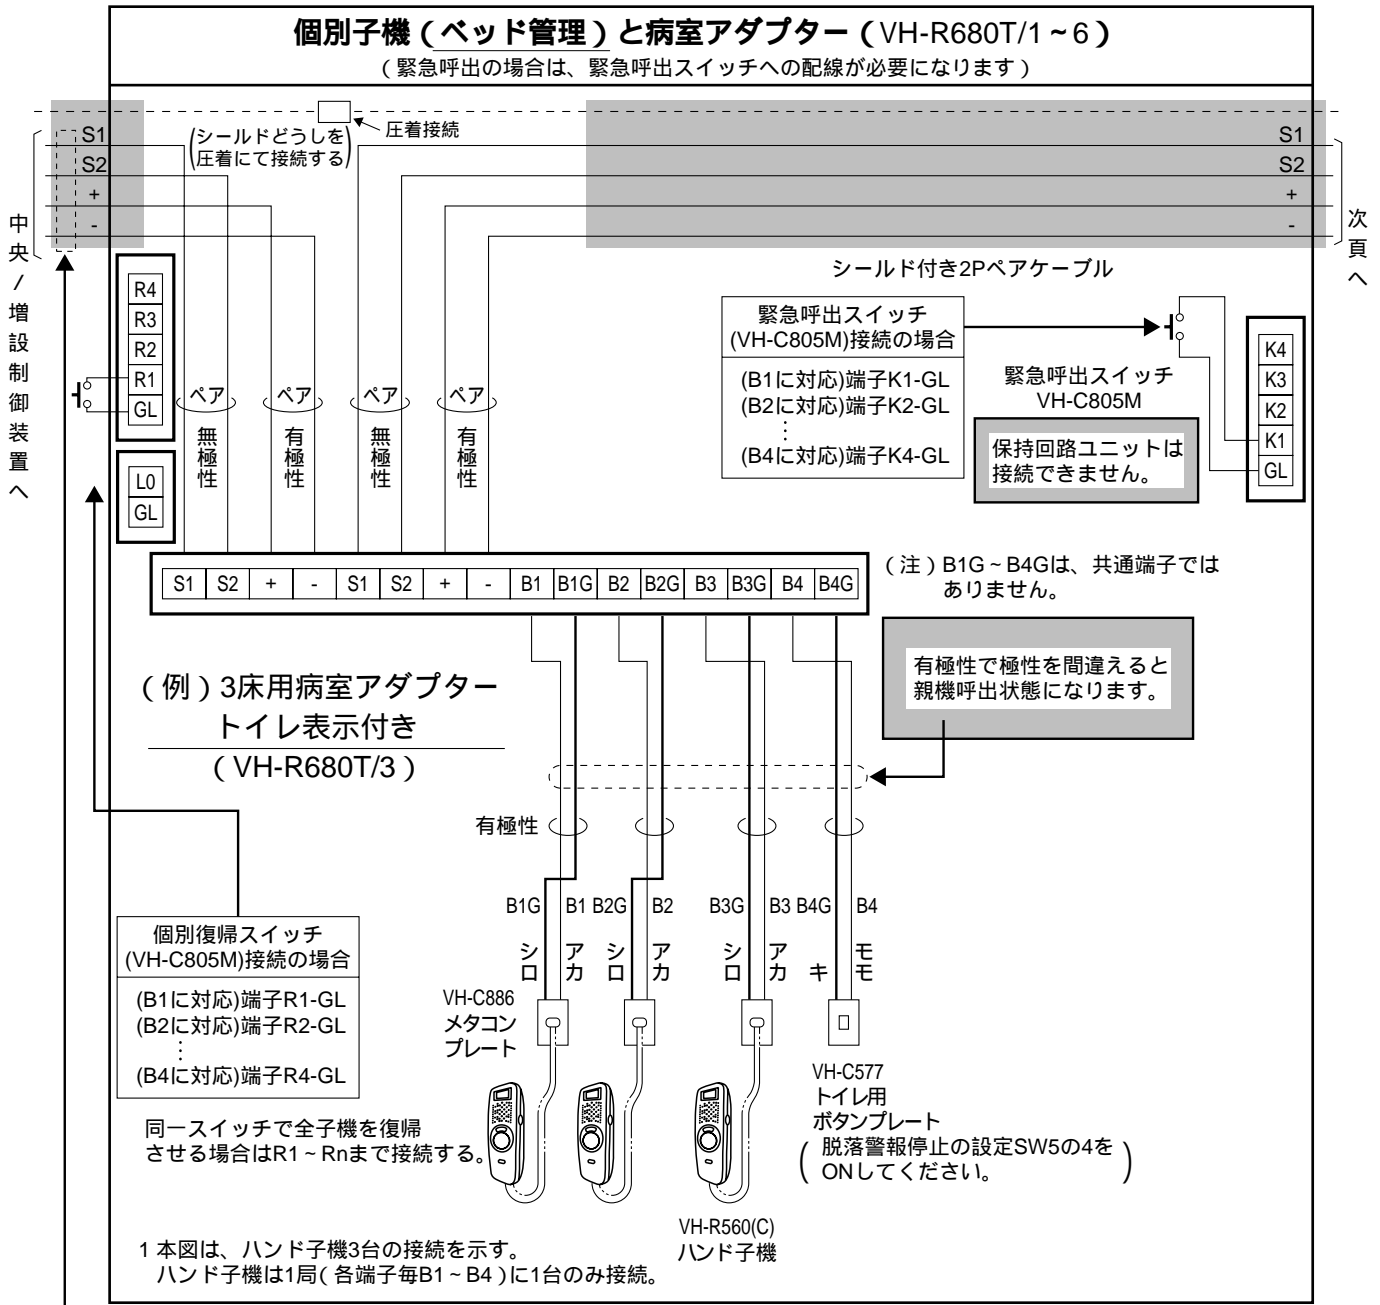 個別子機（ベッド管理）と病室アダプター（VH-R680T/1～6）
（緊急呼出の場合は、緊急呼出スイッチへの配線が必要になります）
圧着接続
(シールドどうしを
圧着にて接続する)
S1
S2
+
-
S1
S2
+
-
中央/増設制御装置へ
次頁へ
シールド付き2Pペアケーブル
R4
R3
R2
R1
GL
L0
GL
ペア
ペア
ペア
ペア
無極性
有極性
無極性
有極性
緊急呼出スイッチ
(VH-C805M)接続の場合
(B1に対応)端子K1-GL
(B2に対応)端子K2-GL
⋮
(B4に対応)端子K4-GL
緊急呼出スイッチ
VH-C805M
保持回路ユニットは
接続できません。
K4
K3
K2
K1
GL
S1 S2 + - S1 S2 + - B1 B1G B2 B2G B3 B3G B4 B4G
（注）B1G～B4Gは、共通端子では
ありません。
有極性で極性を間違えると
親機呼出状態になります。
（例）3床用病室アダプター
トイレ表示付き
（VH-R680T/3）
有極性
B1G B1 B2G B2 B3G B3 B4G B4
シロ アカ シロ アカ シロ アカ キ モモ
個別復帰スイッチ
(VH-C805M)接続の場合
(B1に対応)端子R1-GL
(B2に対応)端子R2-GL
⋮
(B4に対応)端子R4-GL
同一スイッチで全子機を復帰
させる場合はR1～Rnまで接続する。
VH-C886
メタコン
プレート
VH-C577
トイレ用
ボタンプレート
(脱落警報停止の設定SW5の4を
ONしてください。)
VH-R560(C)
ハンド子機
1 本図は、ハンド子機3台の接続を示す。
ハンド子機は1局（各端子毎B1～B4）に1台のみ接続。